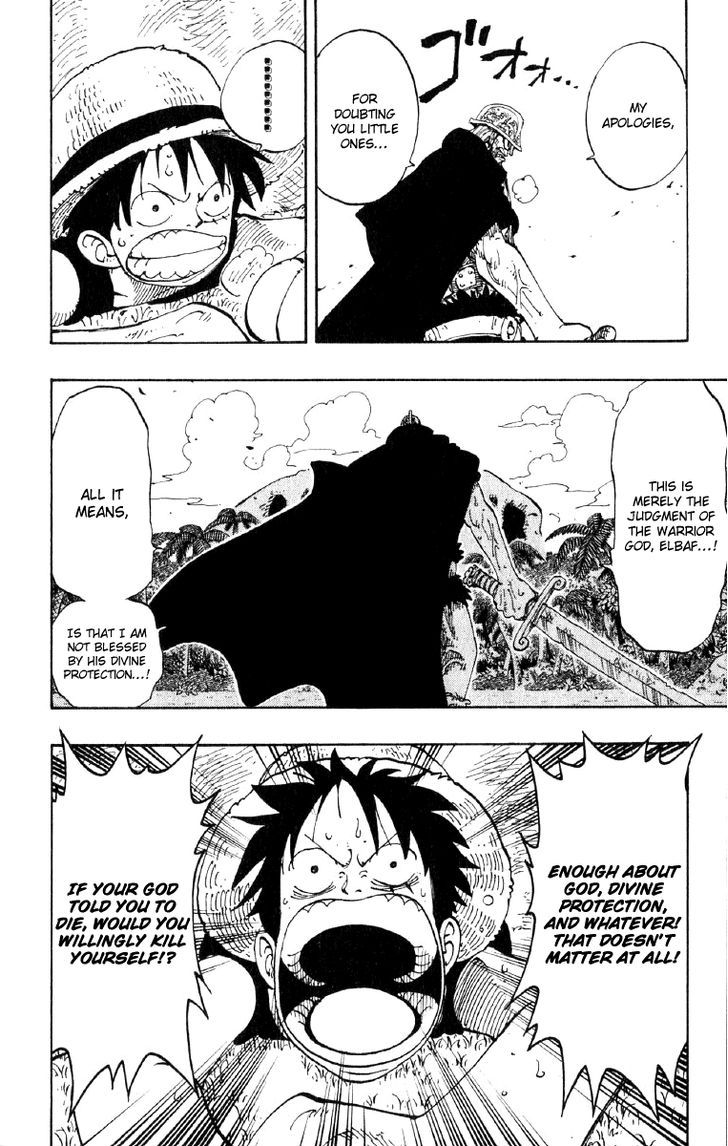 MY
APOLOGIES,
ゴオォ...
FOR
DOUBTING
YOU LITTLE
ONES...
!!!!!!!!
THIS IS
MERELY THE
JUDGMENT OF
THE WARRIOR
GOD, ELBAF...!
ALL IT
MEANS,
IS THAT I AM
NOT BLESSED
BY HIS DIVINE
PROTECTION...!
ENOUGH ABOUT
GOD, DIVINE
PROTECTION,
AND WHATEVER!
THAT DOESN'T
MATTER AT ALL!
IF YOUR GOD
TOLD YOU TO
DIE, WOULD YOU
WILLINGLY KILL
YOURSELF!?